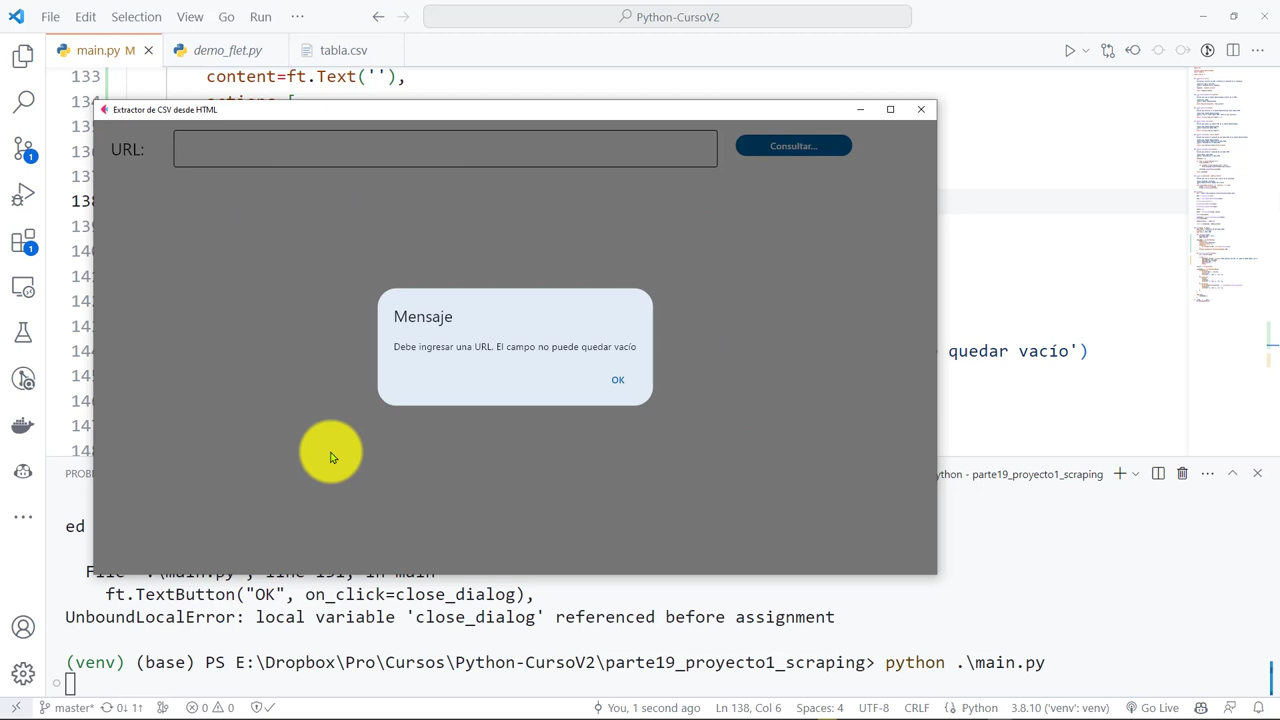 File Edit Selection View Go Run ··· Python-CursoV2
main.py M demo_flet.py tabla.csv
133 content=ft.Text(''),
Extractor de CSV desde HTML
URL:
Mensaje
Debe ingresar una URL. El campo no puede quedar vacío
OK
quedar vacío')
ython - parte19_proyecto1_scraping
ed
ft.TextButton("OK", on_click=close_dialog),
UnboundLocalError: local variable 'close_dialog' referenced before assignment
(venv) (base) PS E:\Dropbox\Pro\Cursos\Python-CursoV2\parte19_proyecto1_scraping> python .\main.py
master* 0↓ 1↑ 0 0 You, 1 second ago Ln 138, Col 6 Spaces: 4 UTF-8 CRLF Python 3.8.10 ('venv': venv) Go Live